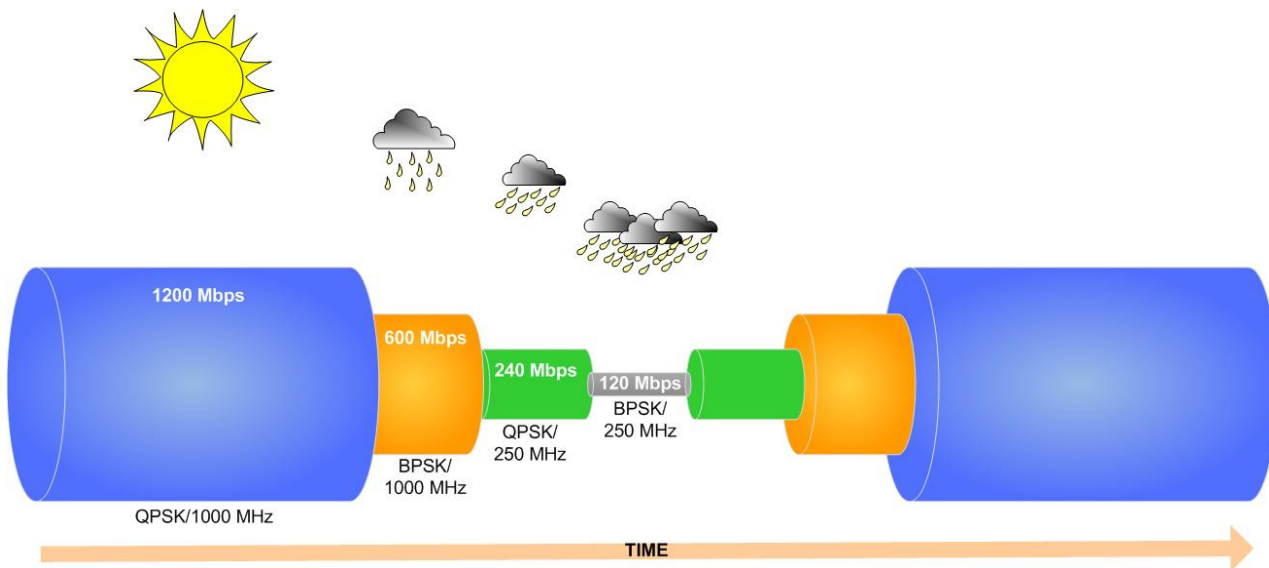 1200 Mbps
600 Mbps
240 Mbps
120 Mbps
BPSK/
250 MHz
QPSK/
250 MHz
BPSK/
1000 MHz
QPSK/1000 MHz
TIME